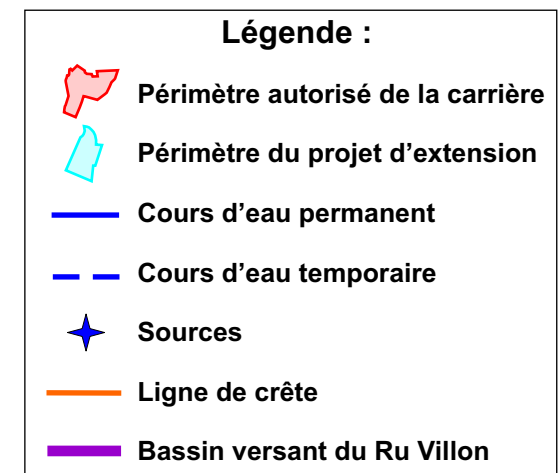 Légende :
Périmètre autorisé de la carrière
Périmètre du projet d'extension
Cours d'eau permanent
Cours d'eau temporaire
Sources
Ligne de crête
Bassin versant du Ru Villon